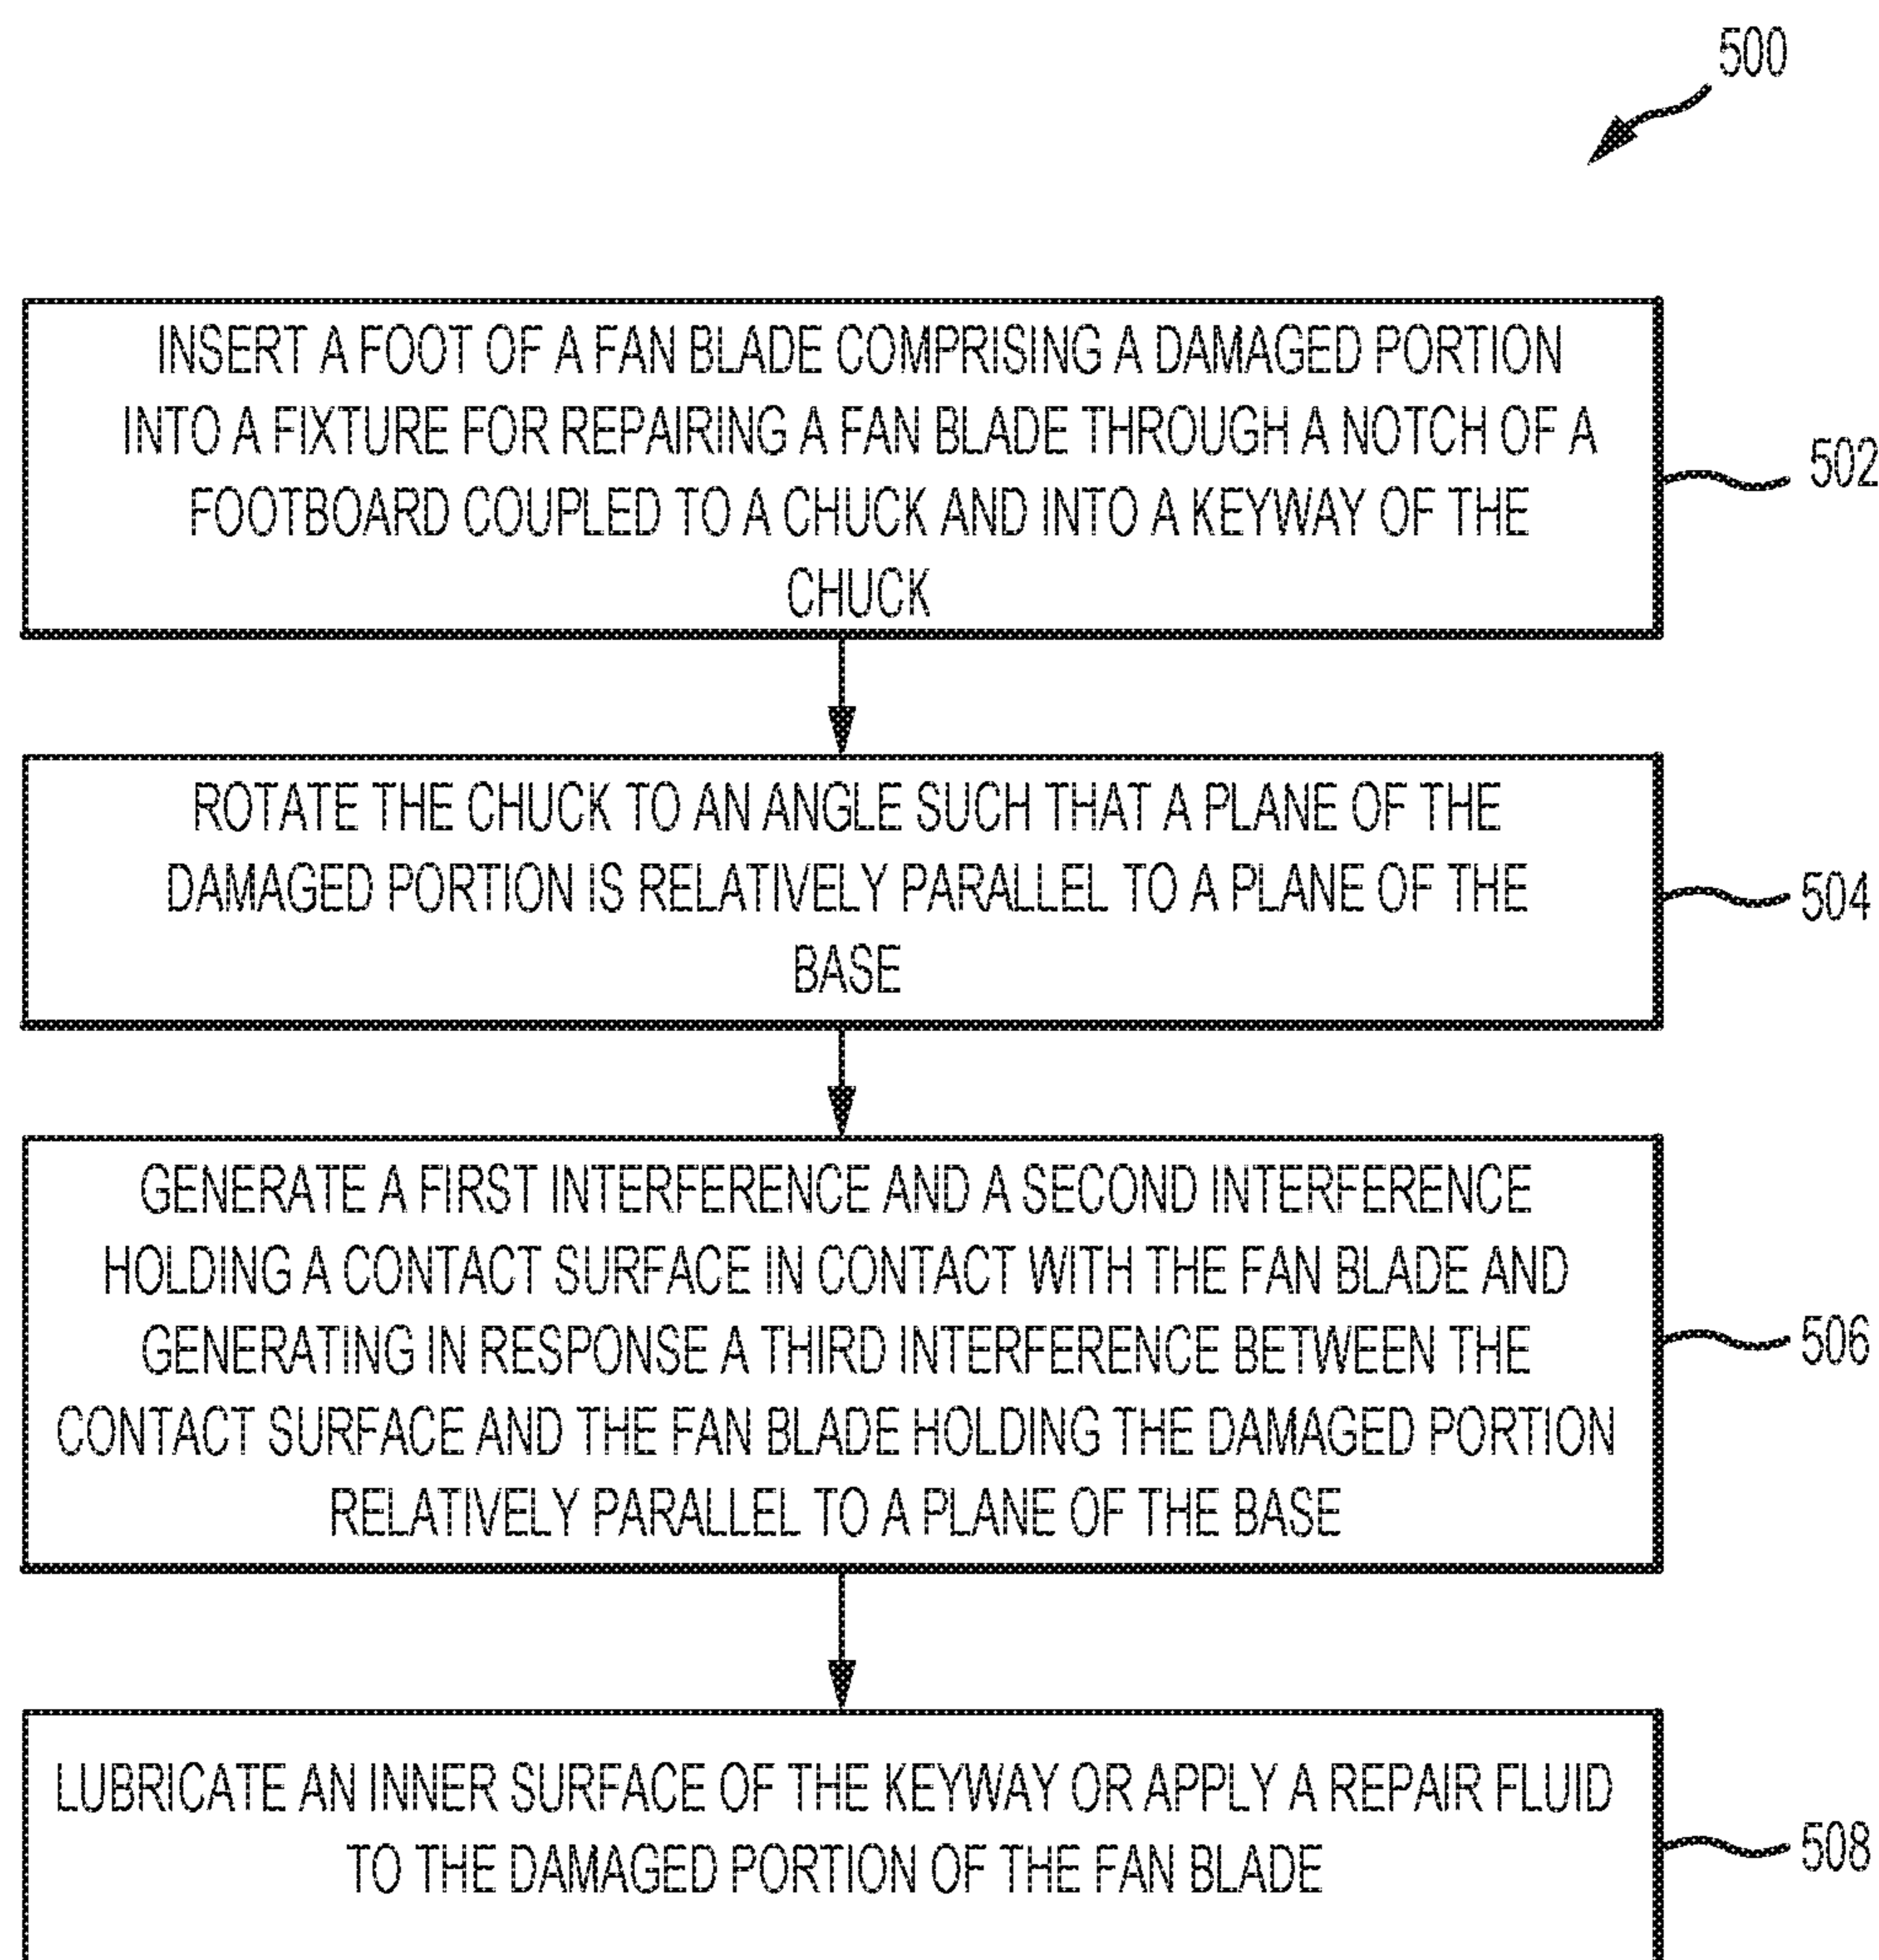 500
INSERT A FOOT OF A FAN BLADE COMPRISING A DAMAGED PORTION
INTO A FIXTURE FOR REPAIRING A FAN BLADE THROUGH A NOTCH OF A
FOOTBOARD COUPLED TO A CHUCK AND INTO A KEYWAY OF THE
CHUCK
502
ROTATE THE CHUCK TO AN ANGLE SUCH THAT A PLANE OF THE
DAMAGED PORTION IS RELATIVELY PARALLEL TO A PLANE OF THE
BASE
504
GENERATE A FIRST INTERFERENCE AND A SECOND INTERFERENCE
HOLDING A CONTACT SURFACE IN CONTACT WITH THE FAN BLADE AND
GENERATING IN RESPONSE A THIRD INTERFERENCE BETWEEN THE
CONTACT SURFACE AND THE FAN BLADE HOLDING THE DAMAGED PORTION
RELATIVELY PARALLEL TO A PLANE OF THE BASE
506
LUBRICATE AN INNER SURFACE OF THE KEYWAY OR APPLY A REPAIR FLUID
TO THE DAMAGED PORTION OF THE FAN BLADE
508